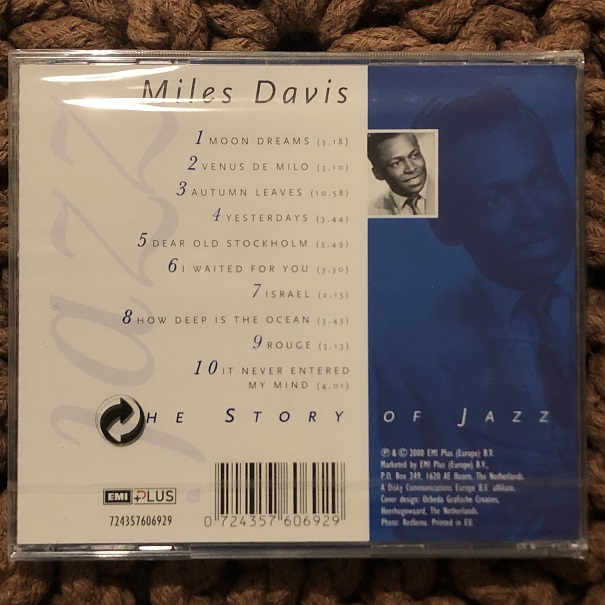 jazz
Miles Davis
1 MOON DREAMS (3.18)
2 VENUS DE MILO (3.10)
3 AUTUMN LEAVES (10.58)
4 YESTERDAYS (3.44)
5 DEAR OLD STOCKHOLM (3.49)
6 I WAITED FOR YOU (3.30)
7 ISRAEL (2.15)
8 HOW DEEP IS THE OCEAN (3.43)
9 ROUGE (3.13)
10 IT NEVER ENTERED
MY MIND (4.01)
HE STORY OF JAZZ
EMI PLUS
724357606929
0 724357 606929
℗ & © 2000 EMI Plus (Europe) B.V.
Marketed by EMI Plus (Europe) B.V.,
P.O. Box 249, 1620 AE Hoorn, The Netherlands.
A Disky Communications Europe B.V. affiliate.
Cover design: Ocheda Grafische Creaties,
Heerhugowaard, The Netherlands.
Photo: Redferns. Printed in EU.